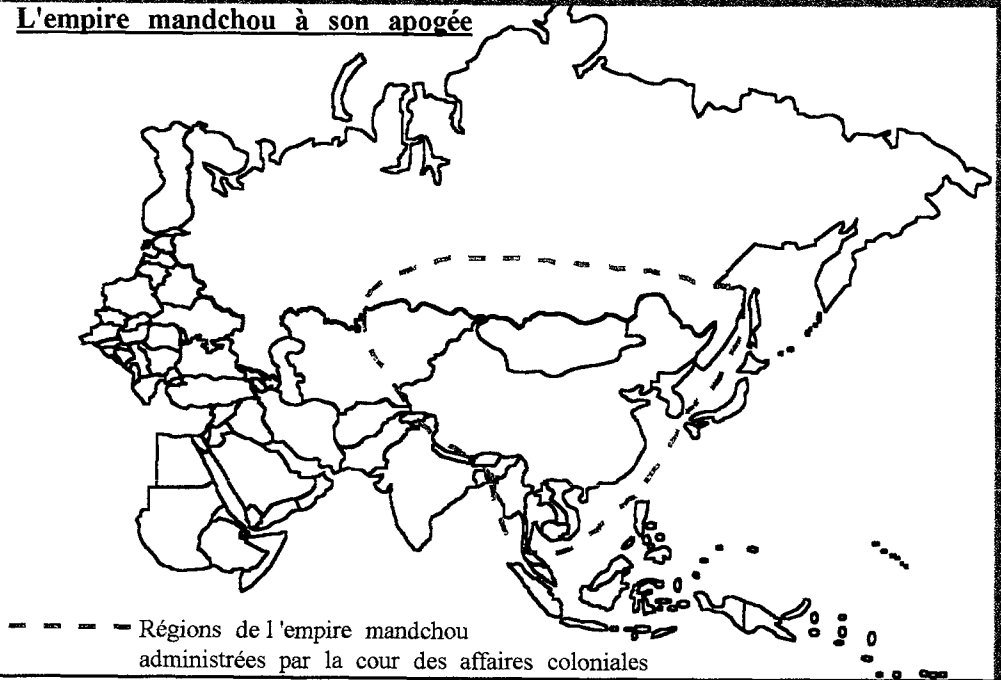 L'empire mandchou à son apogée
Régions de l'empire mandchou
administrées par la cour des affaires coloniales